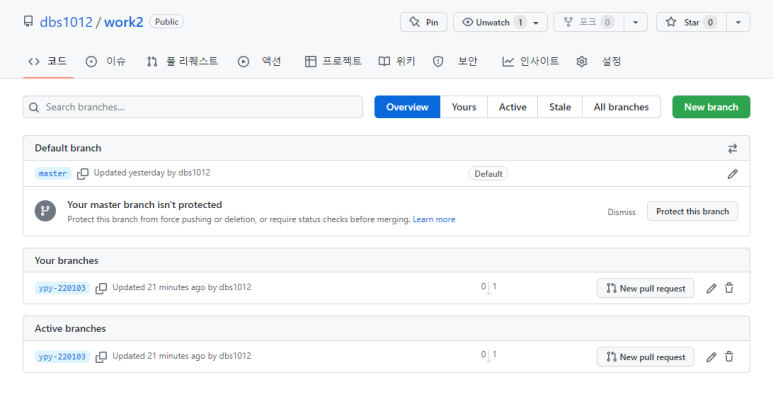 dbs1012 / work2 Public Pin Unwatch 1 포크 0 Star 0
코드 이슈 풀 리퀘스트 액션 프로젝트 위키 보안 인사이트 설정
Search branches... Overview Yours Active Stale All branches New branch
Default branch
master Updated yesterday by dbs1012 Default
Your master branch isn't protected
Protect this branch from force pushing or deletion, or require status checks before merging. Learn more Dismiss Protect this branch
Your branches
ypy-220103 Updated 21 minutes ago by dbs1012 0 1 New pull request
Active branches
ypy-220103 Updated 21 minutes ago by dbs1012 0 1 New pull request